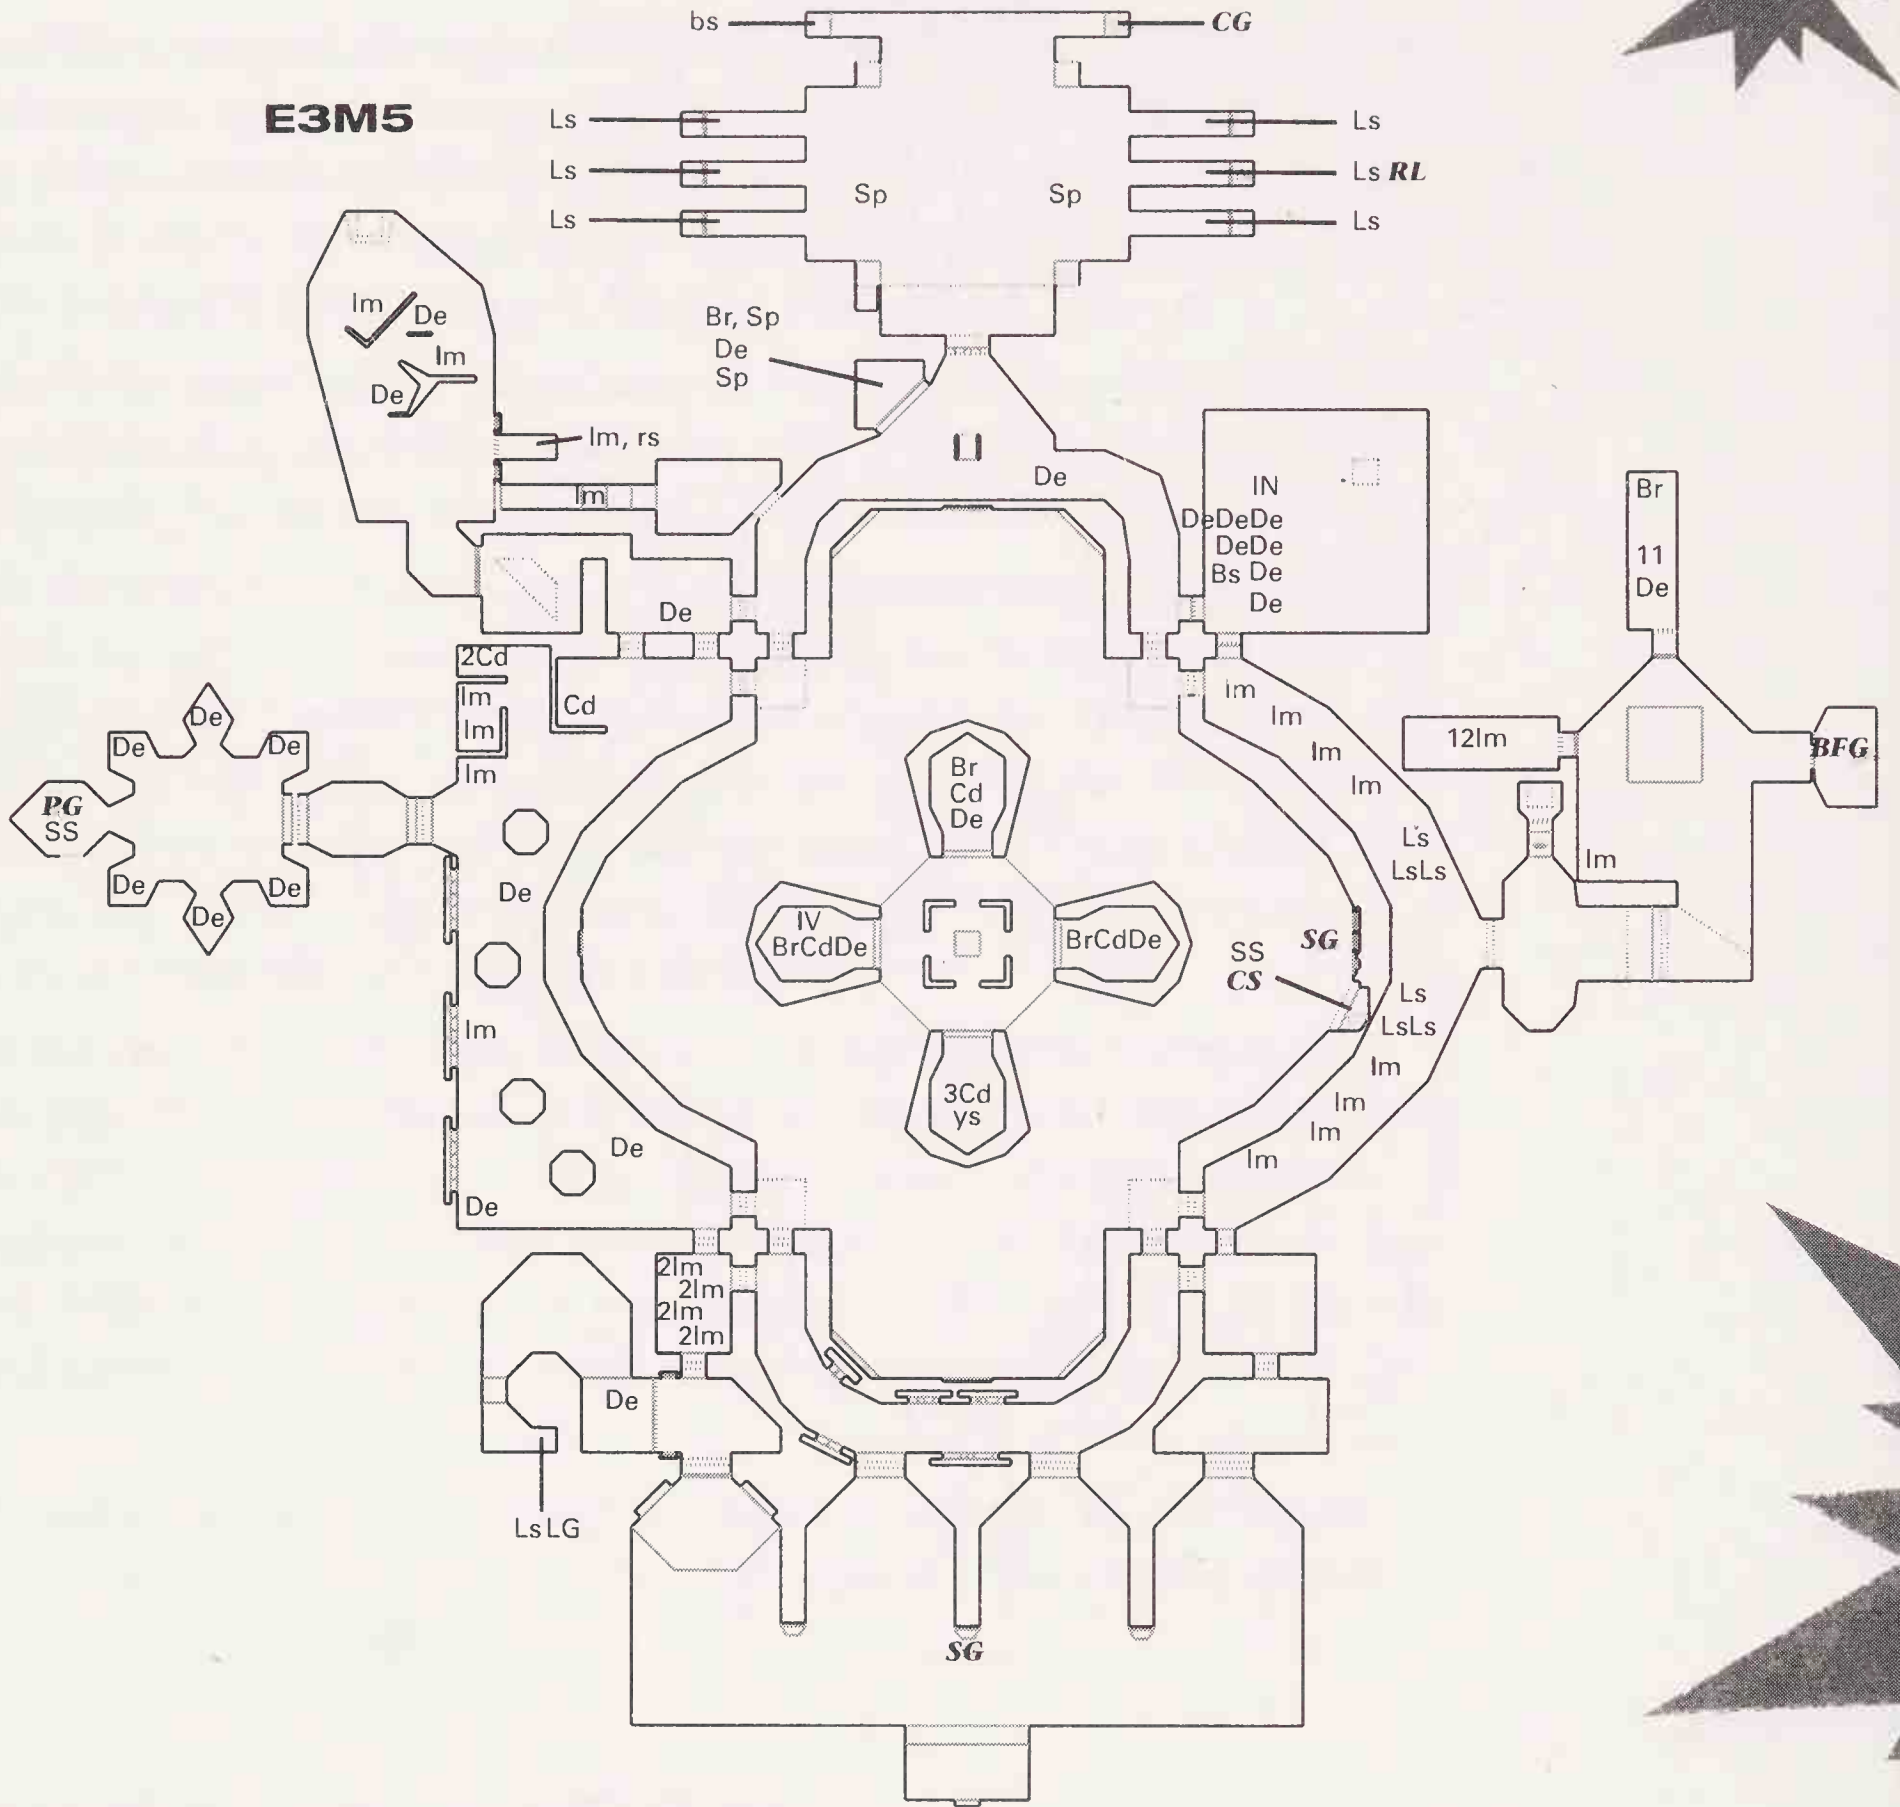 bs
CG
E3M5
Ls
Ls
Ls
Ls RL
Sp
Sp
Ls
Ls
Im
De
Im
De
Br, Sp
De
Sp
Im, rs
Im
De
IN
DeDeDe
DeDe
Bs De
De
Br
11
De
De
2Cd
Im
Im
Cd
Im
De
De
De
PG
SS
De
De
De
Im
Im
Im
Im
12Im
BFG
Br
Cd
De
Ls
LsLs
Im
De
IV
BrCdDe
BrCdDe
SS
CS
SG
Ls
LsLs
Im
Im
3Cd
ys
Im
Im
Im
De
De
2Im
2Im
2Im
2Im
De
LsLG
SG